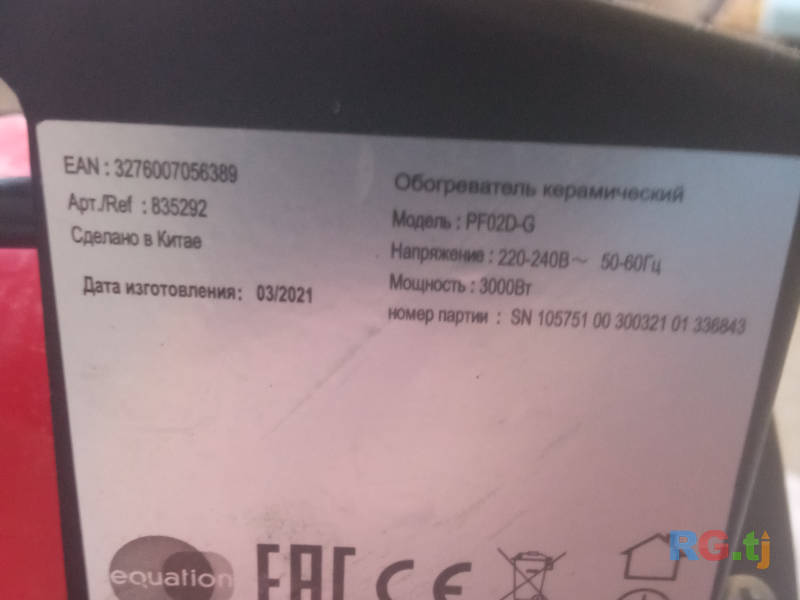 EAN : 3276007056389
Арт./Ref : 835292
Сделано в Китае
Дата изготовления: 03/2021
Обогреватель керамический
Модель : PF02D-G
Напряжение : 220-240В~ 50-60Гц
Мощность : 3000Вт
номер партии : SN 105751 00 300321 01 336843
equation
EAC
CE
RG.tj